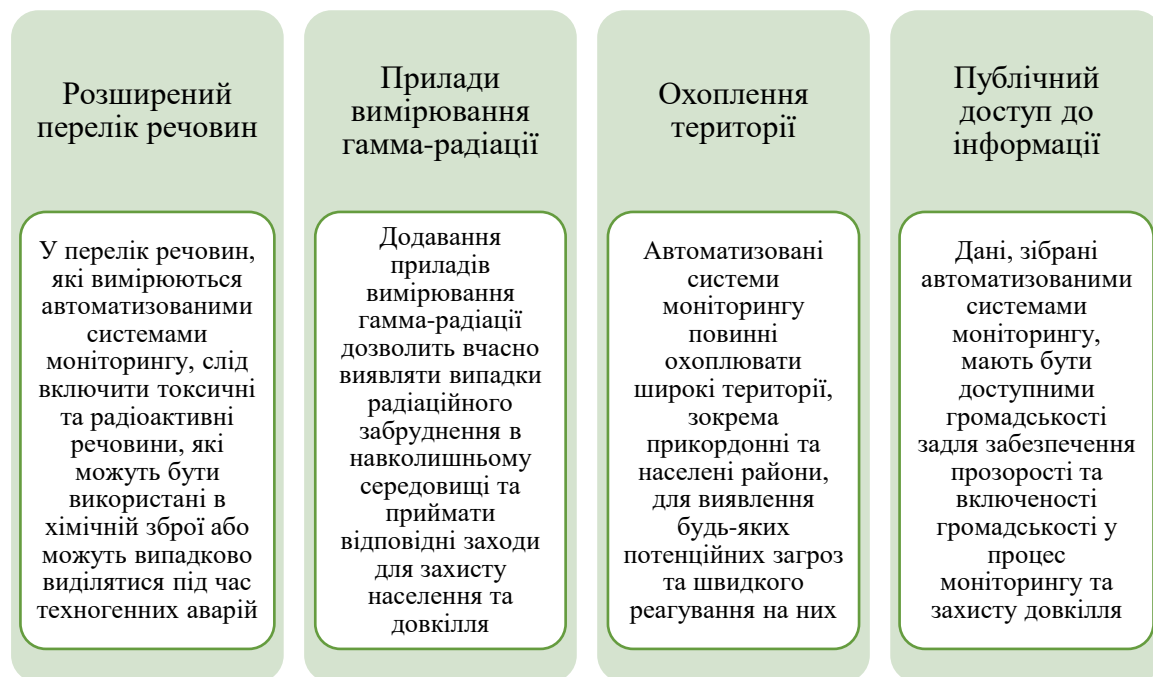 Розширений
перелік речовин
У перелік речовин,
які вимірюються
автоматизованими
системами
моніторингу, слід
включити токсичні
та радіоактивні
речовини, які
можуть бути
використані в
хімічній зброї або
можуть випадково
виділятися під час
техногенних аварій
Прилади
вимірювання
гамма-радіації
Додавання
приладів
вимірювання
гамма-радіації
дозволить вчасно
виявляти випадки
радіаційного
забруднення в
навколишньому
середовищі та
приймати
відповідні заходи
для захисту
населення та
довкілля
Охоплення
території
Автоматизовані
системи
моніторингу
повинні
охоплювати
широкі території,
зокрема
прикордонні та
населені райони,
для виявлення
будь-яких
потенційних загроз
та швидкого
реагування на них
Публічний
доступ до
інформації
Дані, зібрані
автоматизованими
системами
моніторингу,
мають бути
доступними
громадськості
задля забезпечення
прозорості та
включеності
громадськості у
процес
моніторингу та
захисту довкілля